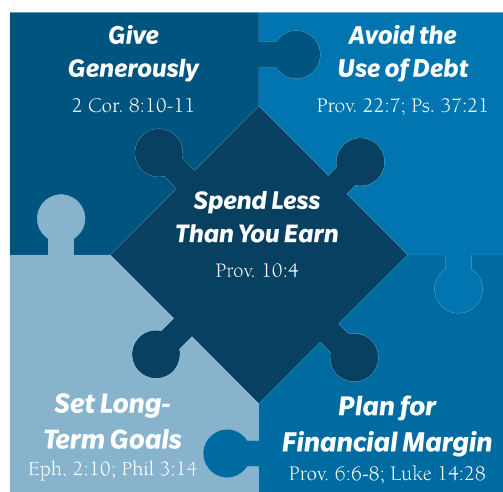 Give
Generously
2 Cor. 8:10-11
Avoid the
Use of Debt
Prov. 22:7; Ps. 37:21
Spend Less
Than You Earn
Prov. 10:4
Set Long-
Term Goals
Eph. 2:10; Phil 3:14
Plan for
Financial Margin
Prov. 6:6-8; Luke 14:28